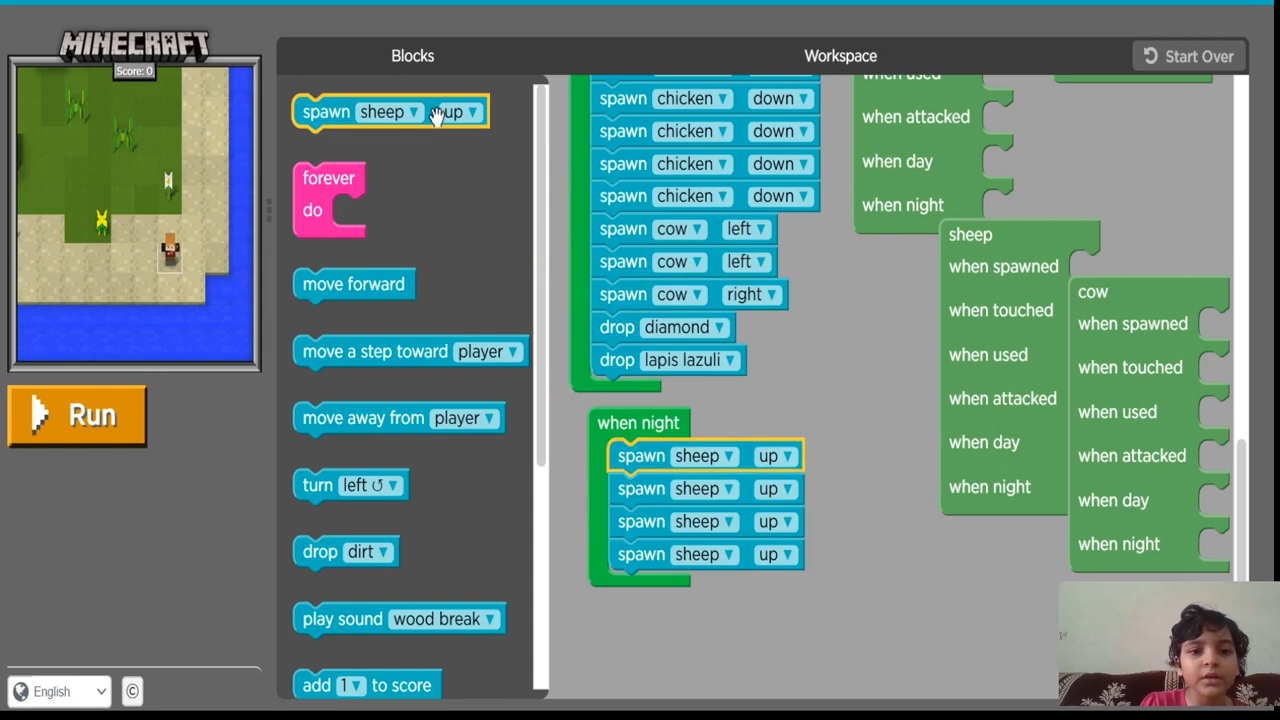 MINECRAFT
Score: 0
Run
English
©
Blocks
spawn sheep up
forever
do
move forward
move a step toward player
move away from player
turn left ↺
drop dirt
play sound wood break
add 1 to score
Workspace
Start Over
spawn chicken down
spawn chicken down
spawn chicken down
spawn chicken down
spawn cow left
spawn cow left
spawn cow right
drop diamond
drop lapis lazuli
when night
spawn sheep up
spawn sheep up
spawn sheep up
spawn sheep up
when used
when attacked
when day
when night
sheep
when spawned
when touched
when used
when attacked
when day
when night
cow
when spawned
when touched
when used
when attacked
when day
when night